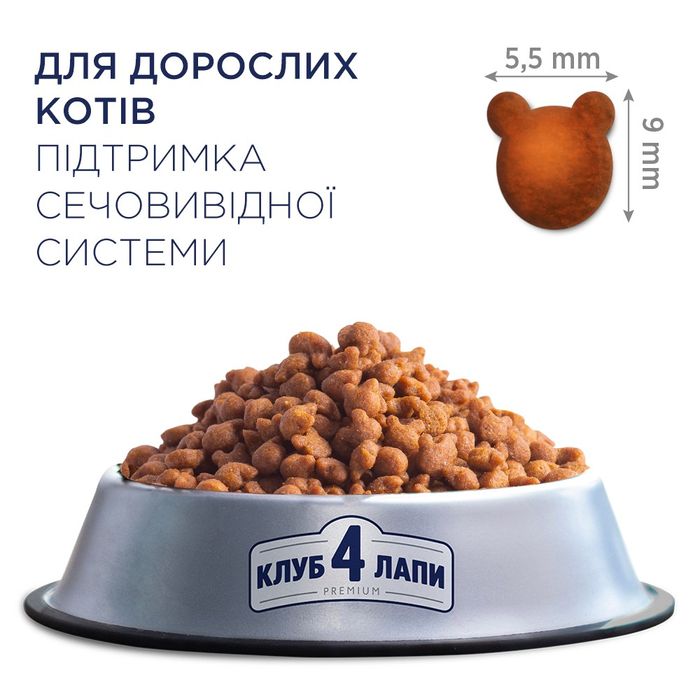 ДЛЯ ДОРОСЛИХ
КОТІВ
ПІДТРИМКА
СЕЧОВИВІДНОЇ
СИСТЕМИ
5,5 mm
9 mm
КЛУБ 4 ЛАПИ
PREMIUM